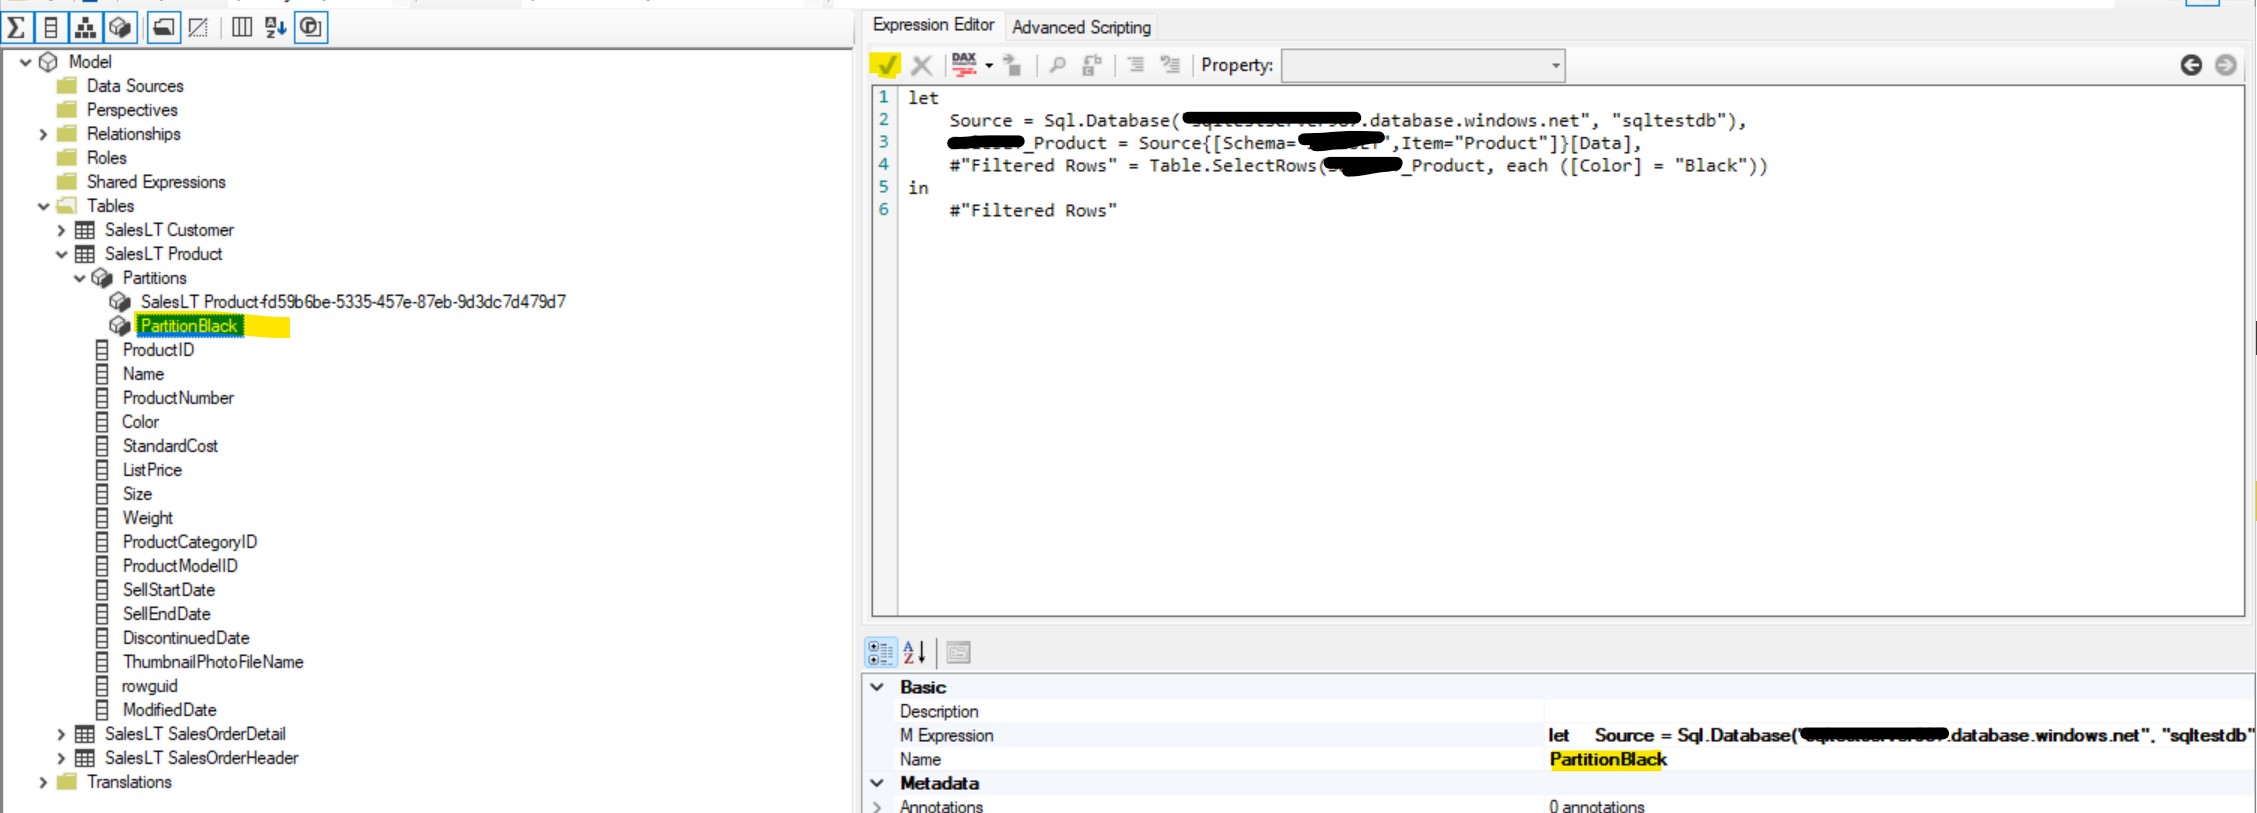 Model
Data Sources
Perspectives
Relationships
Roles
Shared Expressions
Tables
SalesLT Customer
SalesLT Product
Partitions
SalesLT Product-fd59b6be-5335-457e-87eb-9d3dc7d479d7
PartitionBlack
ProductID
Name
ProductNumber
Color
StandardCost
ListPrice
Size
Weight
ProductCategoryID
ProductModelID
SellStartDate
SellEndDate
DiscontinuedDate
ThumbnailPhotoFileName
rowguid
ModifiedDate
SalesLT SalesOrderDetail
SalesLT SalesOrderHeader
Translations
Expression Editor Advanced Scripting
DAX Property:
1 let
2 Source = Sql.Database( .database.windows.net", "sqltestdb"),
3 _Product = Source{[Schema= ",Item="Product"]}[Data],
4 #"Filtered Rows" = Table.SelectRows( _Product, each ([Color] = "Black"))
5 in
6 #"Filtered Rows"
Basic
Description
M Expression let Source = Sql.Database( .database.windows.net", "sqltestdb"
Name PartitionBlack
Metadata
Annotations 0 annotations